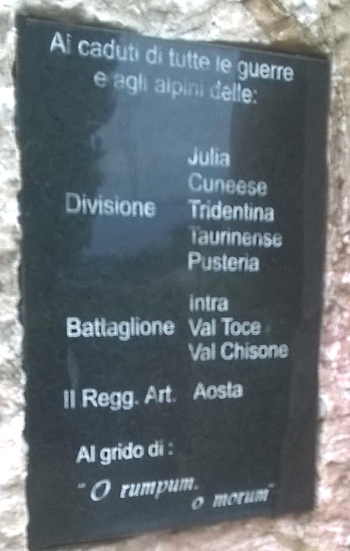 Ai caduti di tutte le guerre
e agli alpini delle:
Julia
Cuneese
Divisione Tridentina
Taurinense
Pusteria
Intra
Battaglione Val Toce
Val Chisone
II Regg. Art. Aosta
Al grido di :
"O rumpum.
o morum"